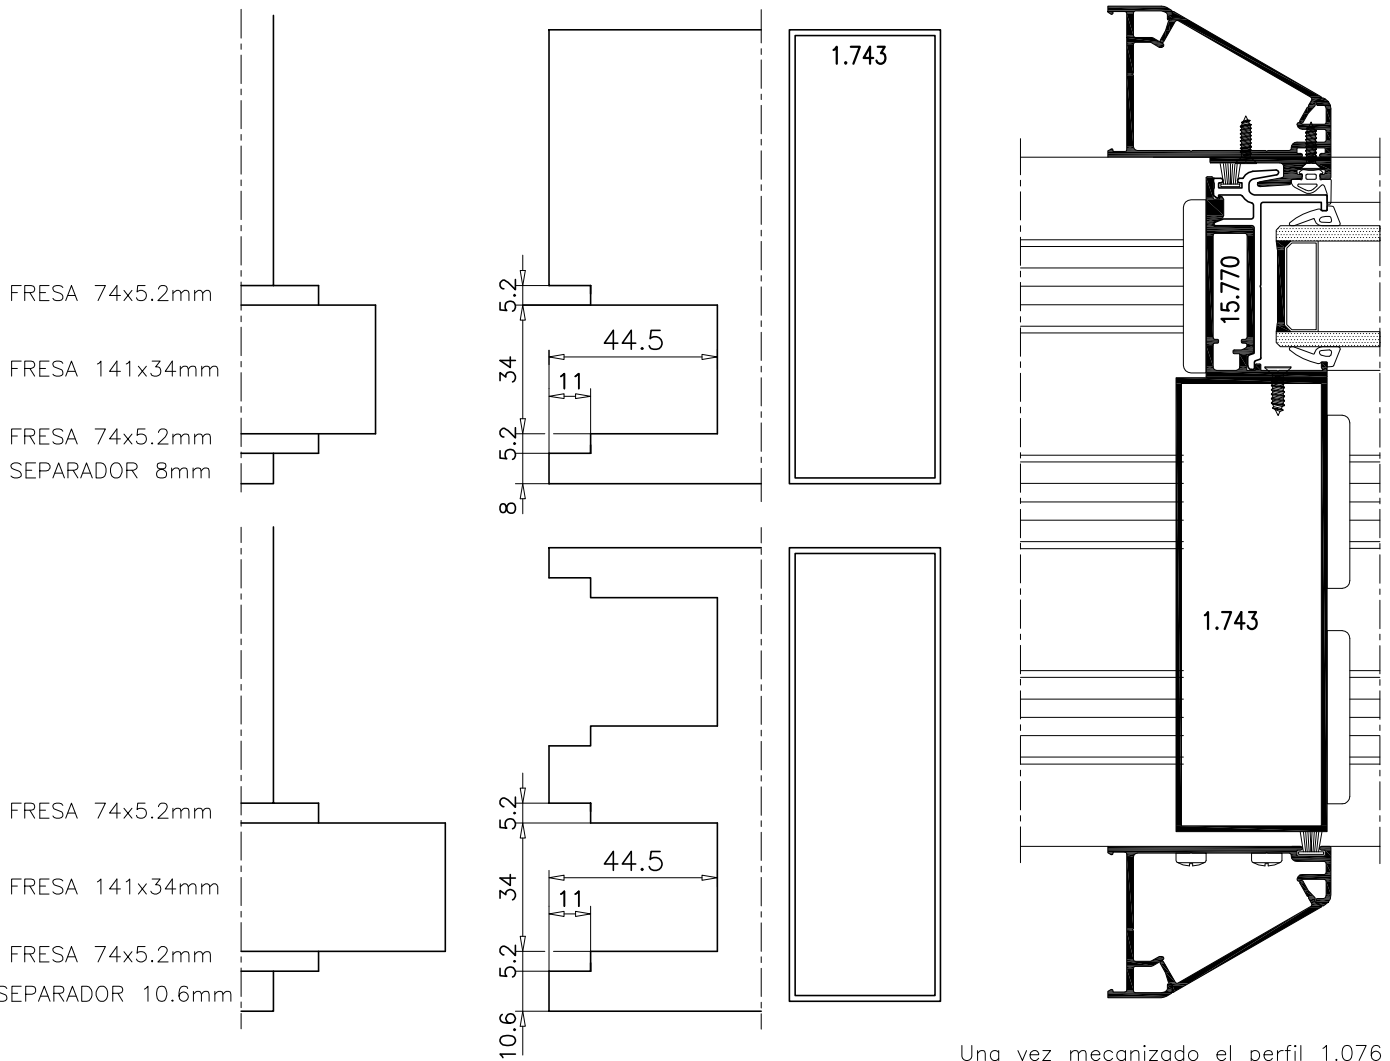 1.743
FRESA 74x5.2mm
5.2
15.770
44.5
FRESA 141x34mm
34
11
FRESA 74x5.2mm
5.2
SEPARADOR 8mm
8
1.743
FRESA 74x5.2mm
5.2
44.5
FRESA 141x34mm
34
11
FRESA 74x5.2mm
5.2
SEPARADOR 10.6mm
10.6
Una vez mecanizado el perfil 1.076